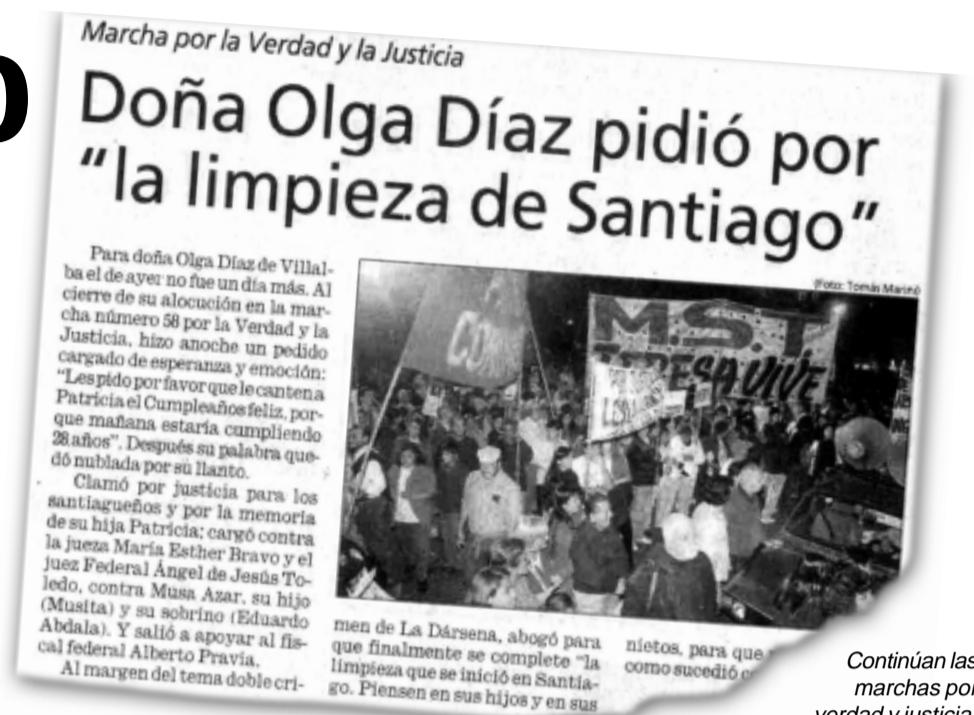 Marcha por la Verdad y la Justicia
Doña Olga Díaz pidió por
"la limpieza de Santiago"
Para doña Olga Díaz de Villal-
ba el de ayer no fue un día más. Al
cierre de su alocución en la mar-
cha número 58 por la Verdad y la
Justicia, hizo anoche un pedido
cargado de esperanza y emoción:
"Les pido por favor que le canten a
Patricia el Cumpleaños feliz, por-
que mañana estaría cumpliendo
28 años". Después su palabra que-
dó nublada por su llanto.
Clamó por justicia para los
santiagueños y por la memoria
de su hija Patricia; cargó contra
la jueza María Esther Bravo y el
juez Federal Ángel de Jesús To-
ledo, contra Musa Azar, su hijo
(Musita) y su sobrino (Eduardo
Abdala). Y salió a apoyar al fis-
cal federal Alberto Pravia.
Al margen del tema doble cri-
(Foto: Tomás Marino)
M.S.T
VIVE
men de La Dársena, abogó para
que finalmente se complete "la
limpieza que se inició en Santia-
go. Piensen en sus hijos y en sus
nietos, para que
como sucedió
Continúan las
marchas por
verdad y justicia